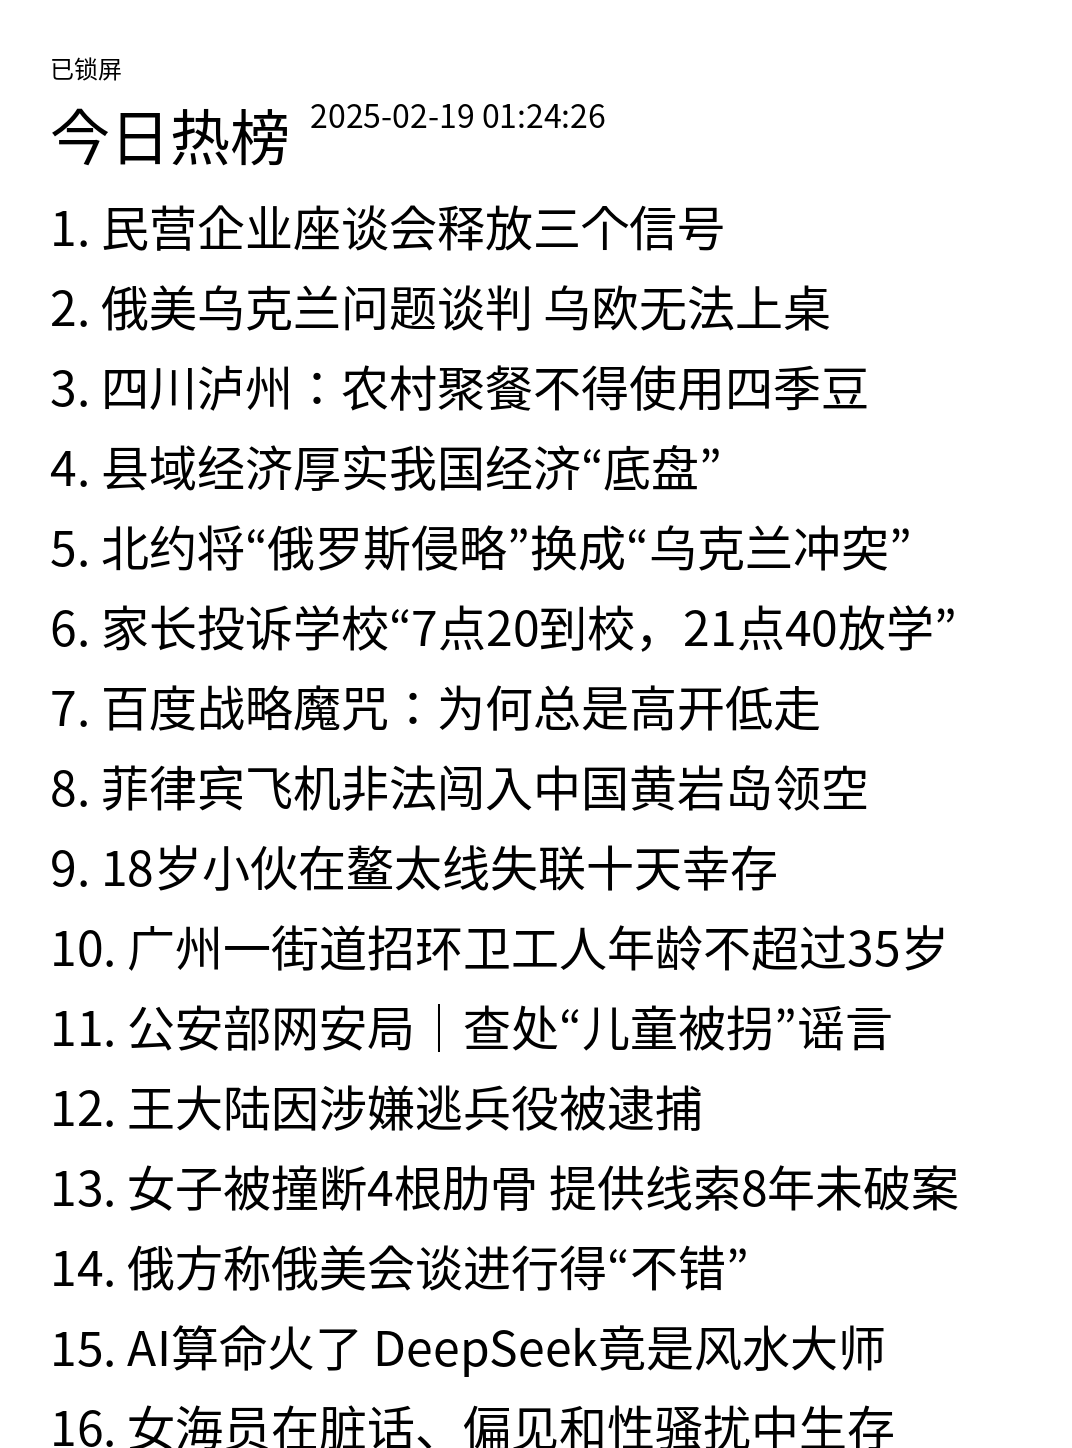 已锁屏
今日热榜 2025-02-19 01:24:26
1. 民营企业座谈会释放三个信号
2. 俄美乌克兰问题谈判 乌欧无法上桌
3. 四川泸州：农村聚餐不得使用四季豆
4. 县域经济厚实我国经济“底盘”
5. 北约将“俄罗斯侵略”换成“乌克兰冲突”
6. 家长投诉学校“7点20到校，21点40放学”
7. 百度战略魔咒：为何总是高开低走
8. 菲律宾飞机非法闯入中国黄岩岛领空
9. 18岁小伙在鳌太线失联十天幸存
10. 广州一街道招环卫工人年龄不超过35岁
11. 公安部网安局｜查处“儿童被拐”谣言
12. 王大陆因涉嫌逃兵役被逮捕
13. 女子被撞断4根肋骨 提供线索8年未破案
14. 俄方称俄美会谈进行得“不错”
15. AI算命火了 DeepSeek竟是风水大师
16. 女海员在脏话、偏见和性骚扰中生存